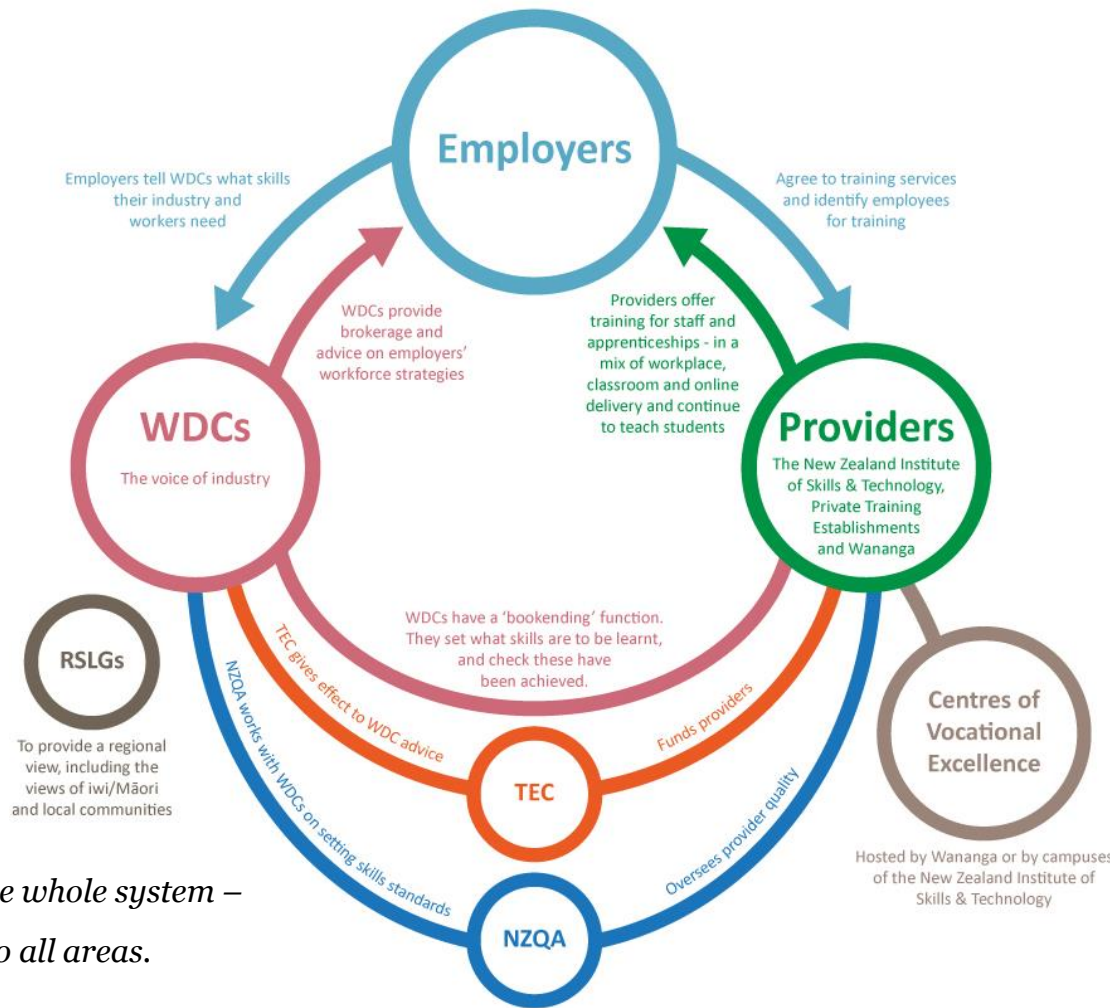 Employers
Employers tell WDCs what skills
their industry and
workers need
Agree to training services
and identify employees
for training
WDCs provide
brokerage and
advice on employers'
workforce strategies
Providers offer
training for staff and
apprenticeships - in a
mix of workplace,
classroom and online
delivery and continue
to teach students
WDCs
The voice of industry
Providers
The New Zealand Institute
of Skills & Technology,
Private Training
Establishments
and Wananga
WDCs have a 'bookending' function.
They set what skills are to be learnt,
and check these have
been achieved.
RSLGs
To provide a regional
view, including the
views of iwi/Māori
and local communities
TEC gives effect to WDC advice
Funds providers
TEC
NZQA works with WDCs on setting skills standards
Oversees provider quality
NZQA
Centres of
Vocational
Excellence
Hosted by Wananga or by campuses
of the New Zealand Institute of
Skills & Technology
e whole system –
o all areas.